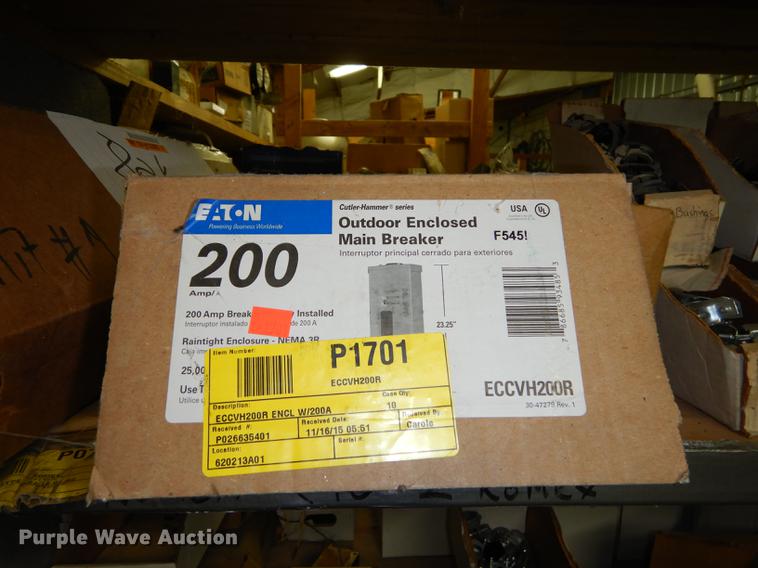 EATON
Powering Business Worldwide
Cutler-Hammer® series
Outdoor Enclosed
Main Breaker
Interruptor principal cerrado para exteriores
USA
UL
F545!
200
Amp/A
200 Amp Break Installed
Interruptor instalado de 200 A
Raintight Enclosure - NEMA 3R
25,00
Use T
23.25"
ECCVH200R
30-47279 Rev. 1
Item Number:
P1701
ECCVH200R
Description:
Case Qty
ECCVH200R ENCL W/200A
10
Received #:
Received Date:
Received By
P026635401
11/16/15 05:51
Carole
Location:
Serial #:
620213A01
Bushings
ROMEX
Purple Wave Auction